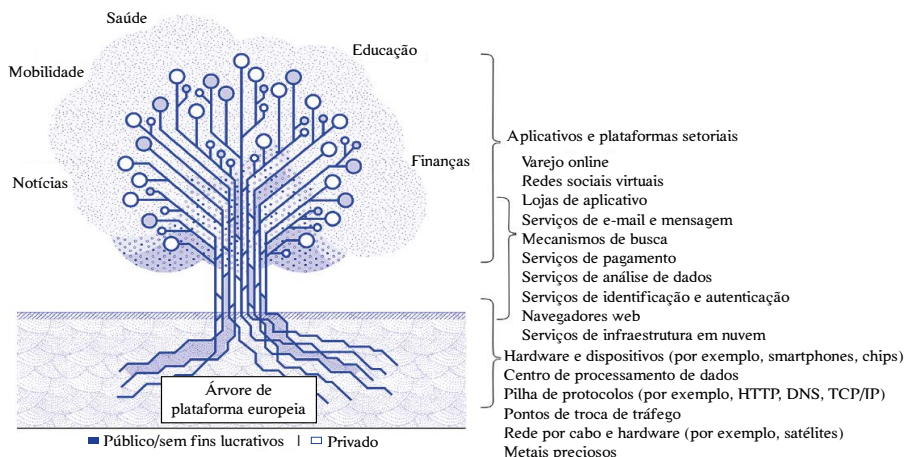 Saúde
Educação
Mobilidade
Finanças
Notícias
Árvore de
plataforma europeia
Público/sem fins lucrativos | Privado
Aplicativos e plataformas setoriais
Varejo online
Redes sociais virtuais
Lojas de aplicativo
Serviços de e-mail e mensagem
Mecanismos de busca
Serviços de pagamento
Serviços de análise de dados
Serviços de identificação e autenticação
Navegadores web
Serviços de infraestrutura em nuvem
Hardware e dispositivos (por exemplo, smartphones, chips)
Centro de processamento de dados
Pilha de protocolos (por exemplo, HTTP, DNS, TCP/IP)
Pontos de troca de tráfego
Rede por cabo e hardware (por exemplo, satélites)
Metais preciosos